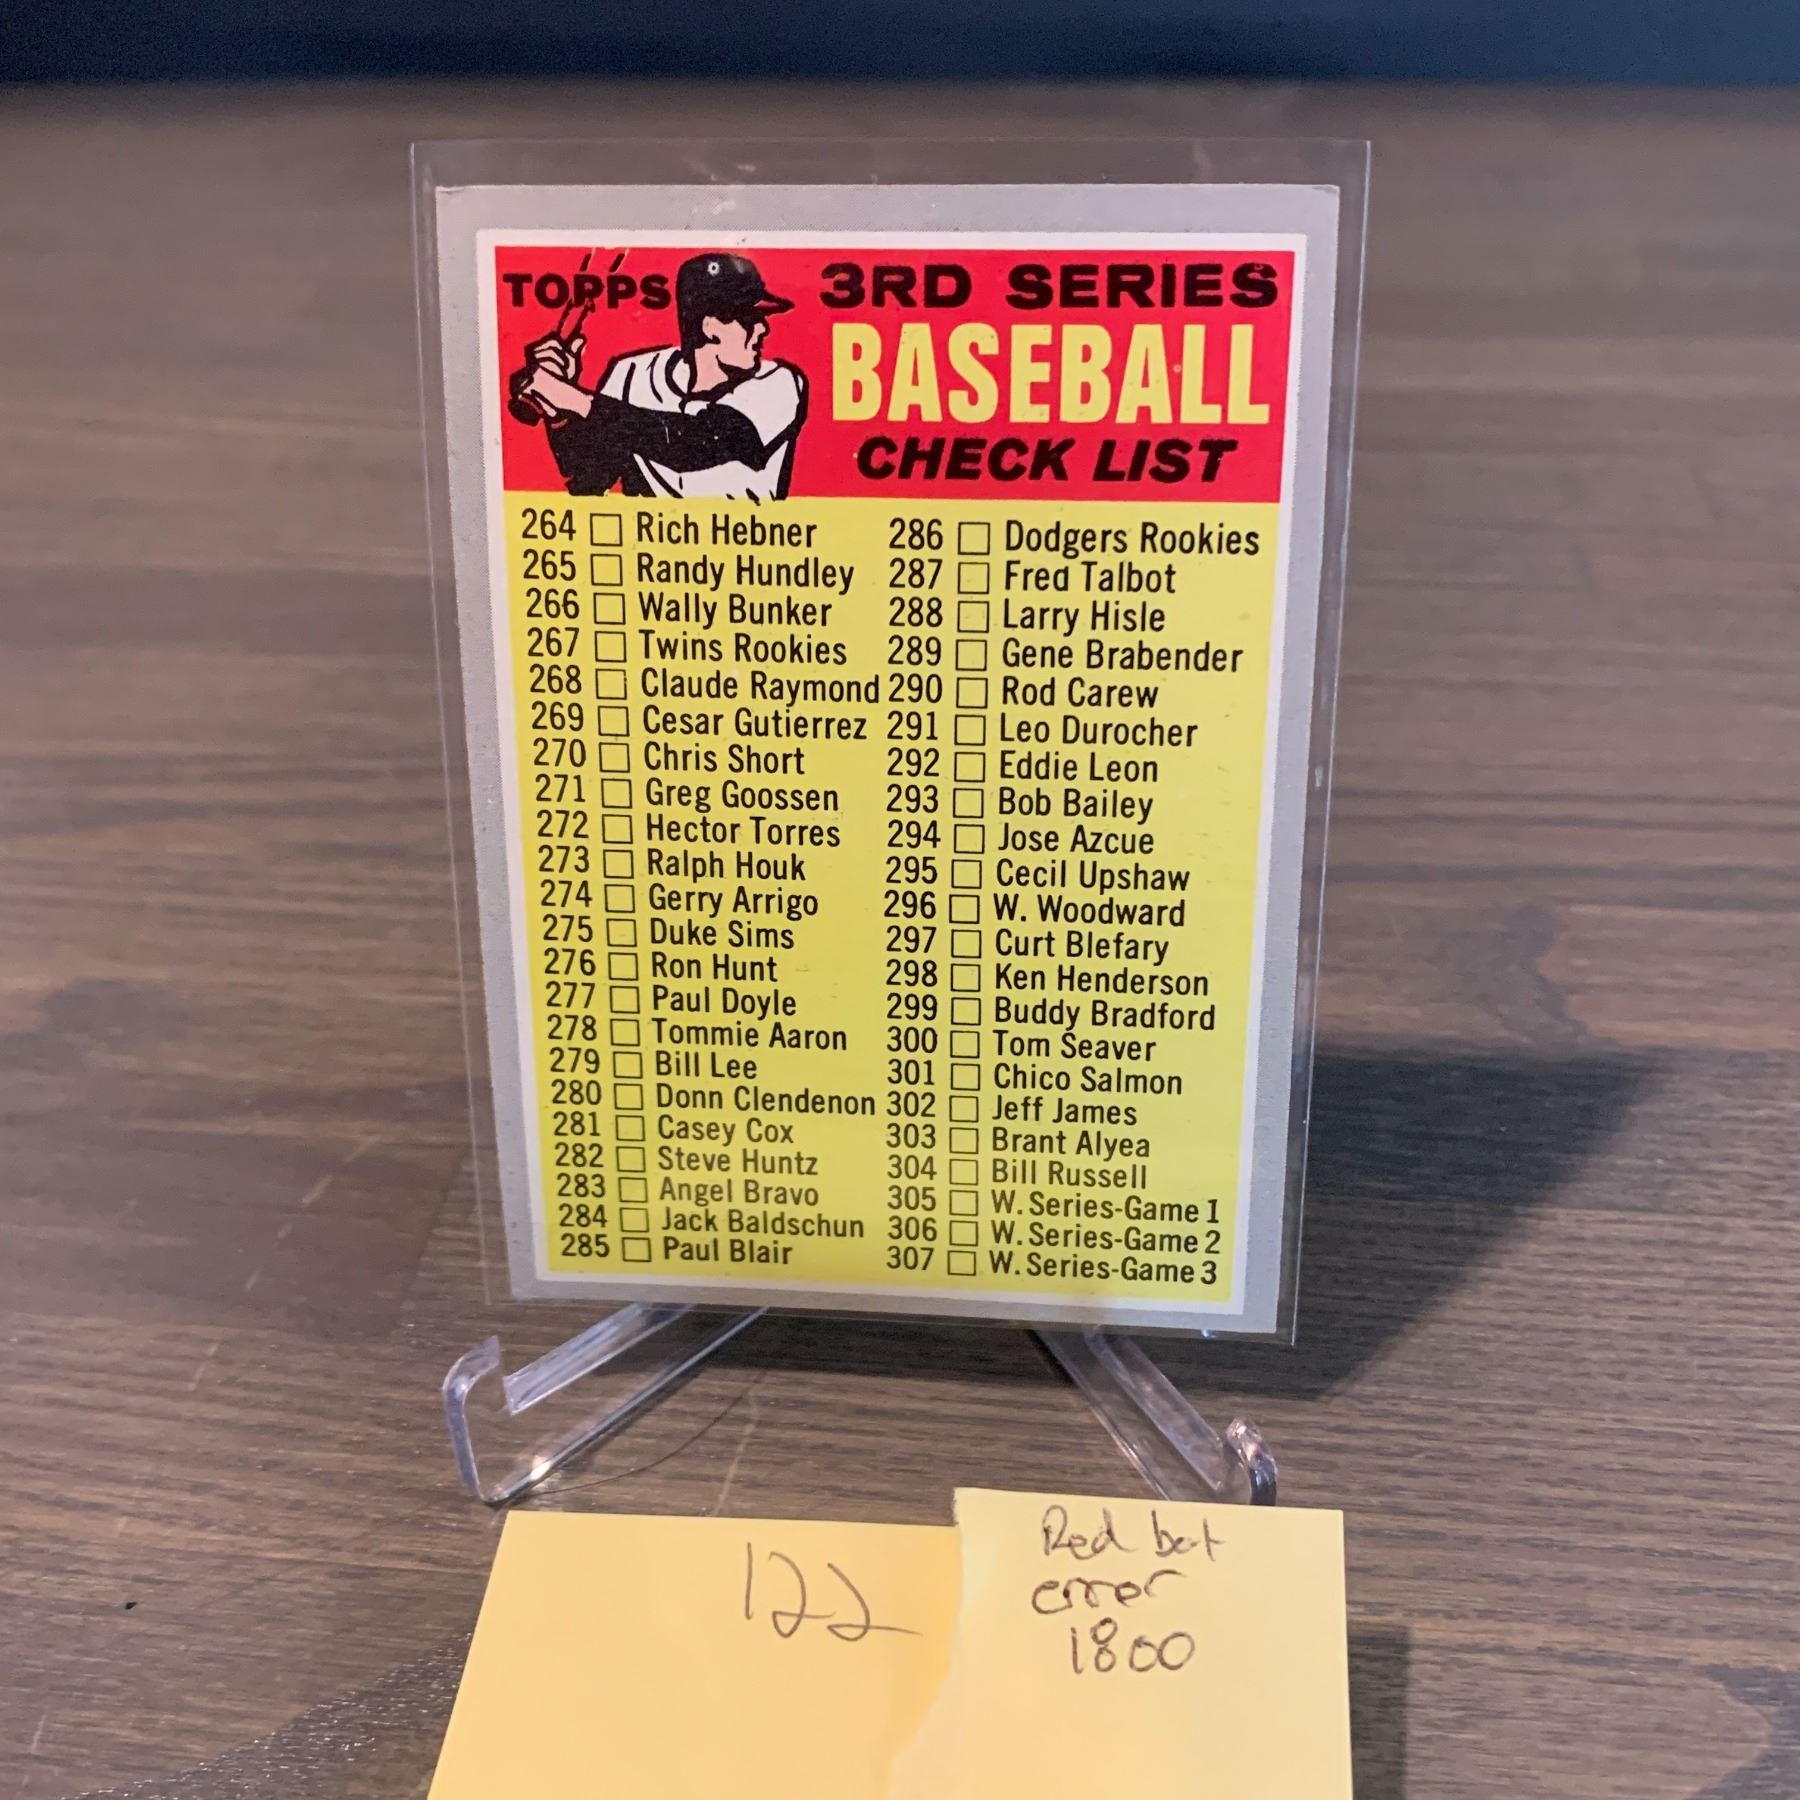 TOPPS 3RD SERIES
BASEBALL
CHECK LIST
264 Rich Hebner
265 Randy Hundley
266 Wally Bunker
267 Twins Rookies
268 Claude Raymond
269 Cesar Gutierrez
270 Chris Short
271 Greg Goossen
272 Hector Torres
273 Ralph Houk
274 Gerry Arrigo
275 Duke Sims
276 Ron Hunt
277 Paul Doyle
278 Tommie Aaron
279 Bill Lee
280 Donn Clendenon
281 Casey Cox
282 Steve Huntz
283 Angel Bravo
284 Jack Baldschun
285 Paul Blair
286 Dodgers Rookies
287 Fred Talbot
288 Larry Hisle
289 Gene Brabender
290 Rod Carew
291 Leo Durocher
292 Eddie Leon
293 Bob Bailey
294 Jose Azcue
295 Cecil Upshaw
296 W. Woodward
297 Curt Blefary
298 Ken Henderson
299 Buddy Bradford
300 Tom Seaver
301 Chico Salmon
302 Jeff James
303 Brant Alyea
304 Bill Russell
305 W. Series-Game 1
306 W. Series-Game 2
307 W. Series-Game 3
122
Red bat
error
1800